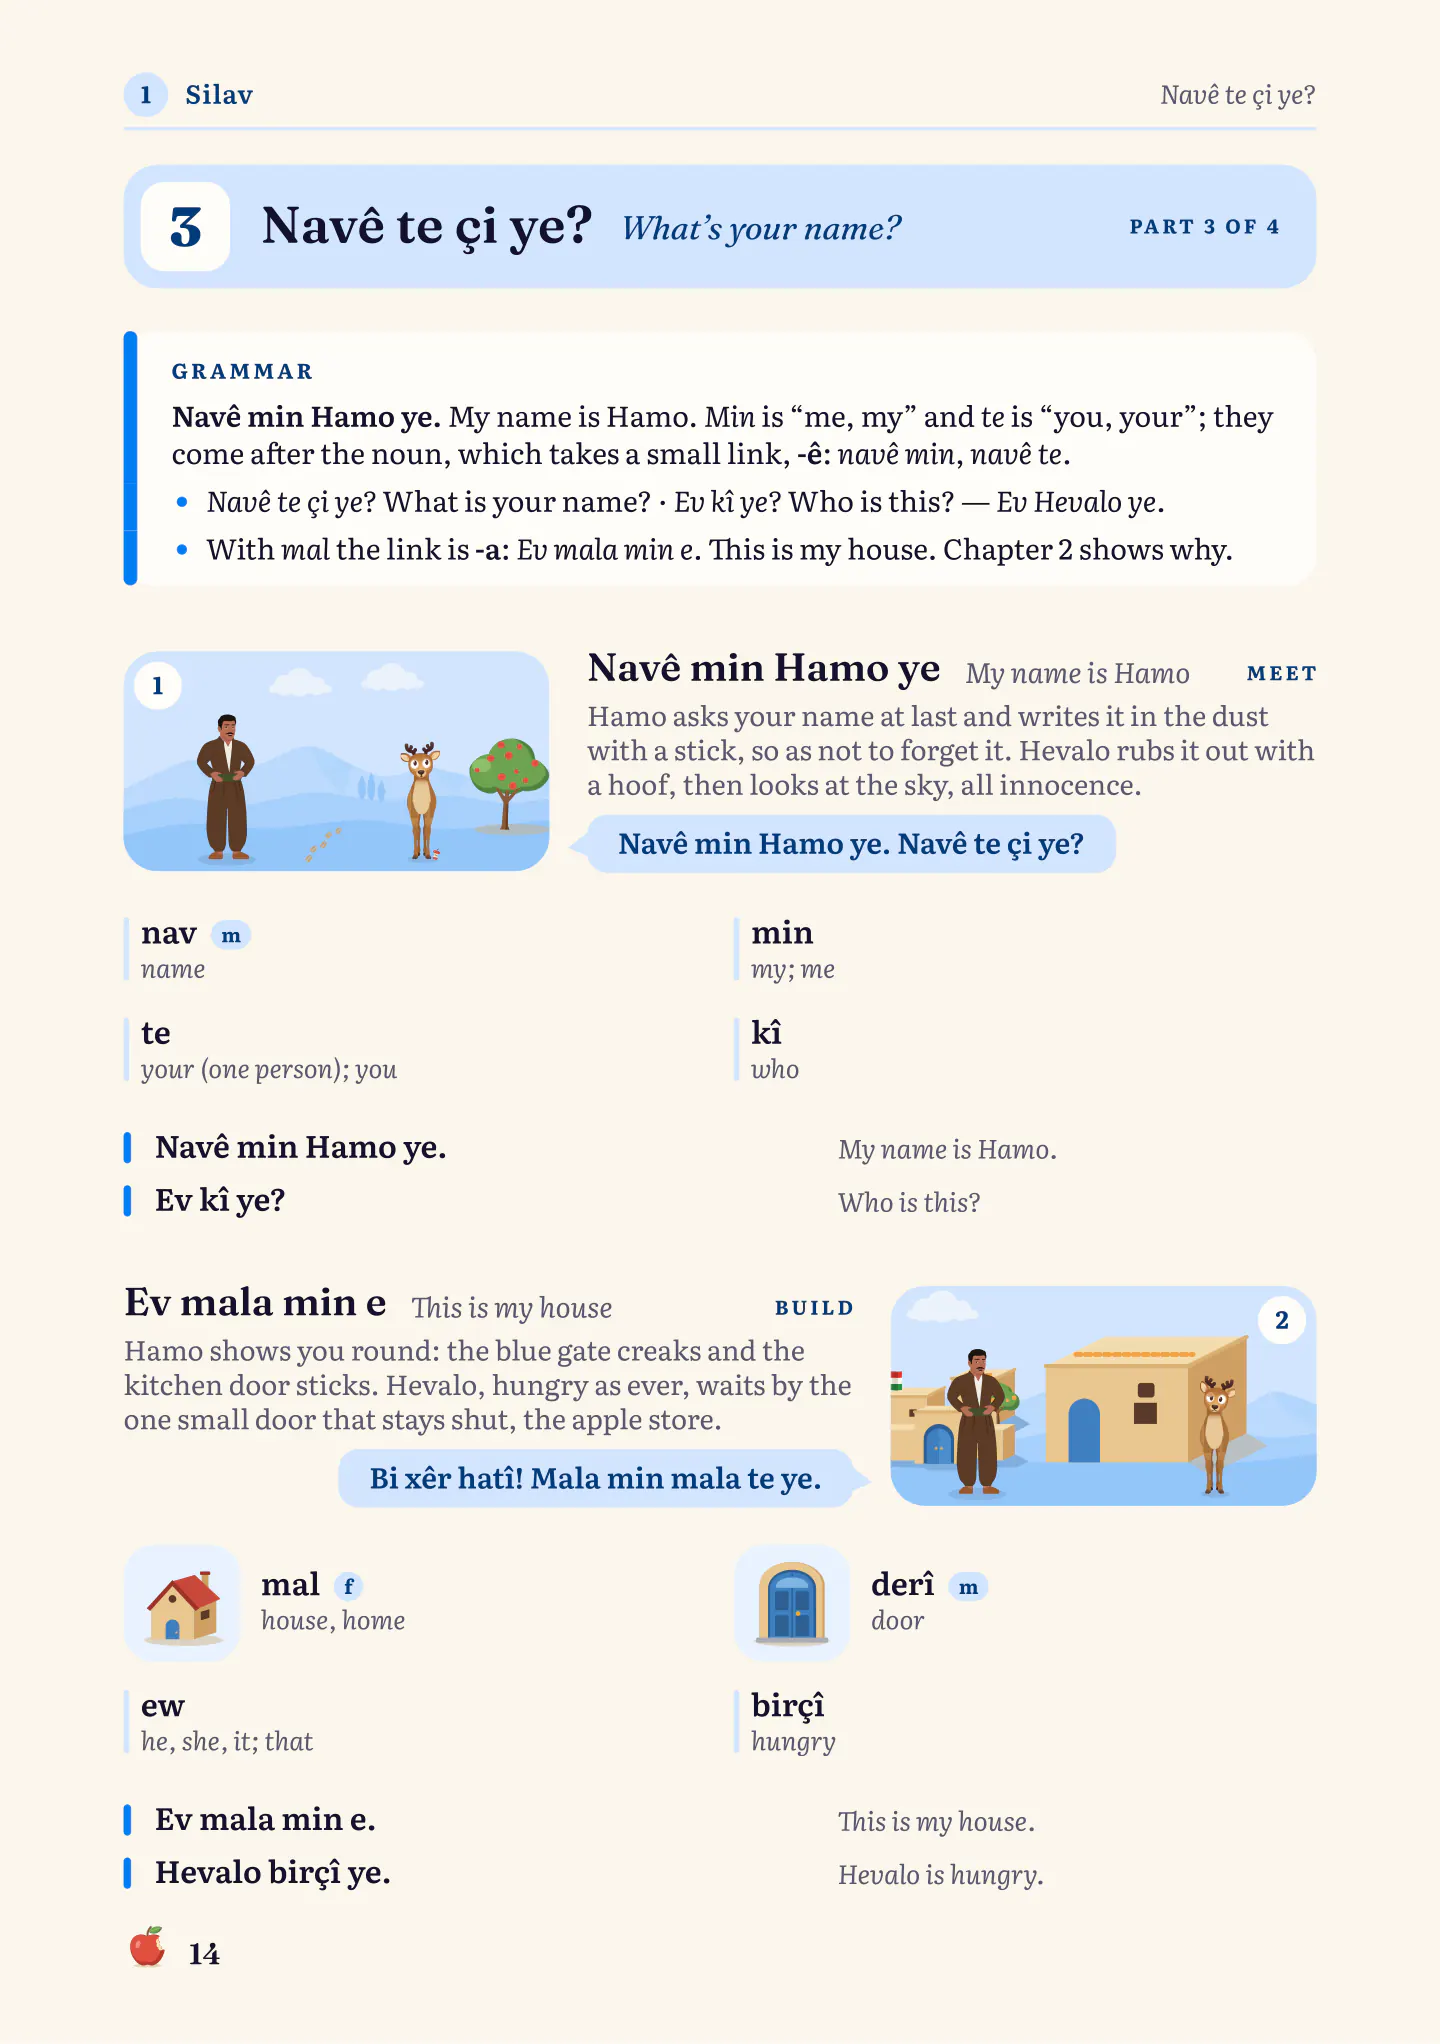 1 Silav
Navê te çi ye?
3 Navê te çi ye? What’s your name? PART 3 OF 4
GRAMMAR
Navê min Hamo ye. My name is Hamo. Min is “me, my” and te is “you, your”; they
come after the noun, which takes a small link, -ê: navê min, navê te.
• Navê te çi ye? What is your name? · Ev kî ye? Who is this? — Ev Hevalo ye.
• With mal the link is -a: Ev mala min e. This is my house. Chapter 2 shows why.
1
Navê min Hamo ye My name is Hamo MEET
Hamo asks your name at last and writes it in the dust
with a stick, so as not to forget it. Hevalo rubs it out with
a hoof, then looks at the sky, all innocence.
Navê min Hamo ye. Navê te çi ye?
nav m
name
min
my; me
te
your (one person); you
kî
who
Navê min Hamo ye. My name is Hamo.
Ev kî ye? Who is this?
Ev mala min e This is my house BUILD
Hamo shows you round: the blue gate creaks and the
kitchen door sticks. Hevalo, hungry as ever, waits by the
one small door that stays shut, the apple store.
Bi xêr hatî! Mala min mala te ye.
2
mal f
house, home
derî m
door
ew
he, she, it; that
birçî
hungry
Ev mala min e. This is my house.
Hevalo birçî ye. Hevalo is hungry.
14